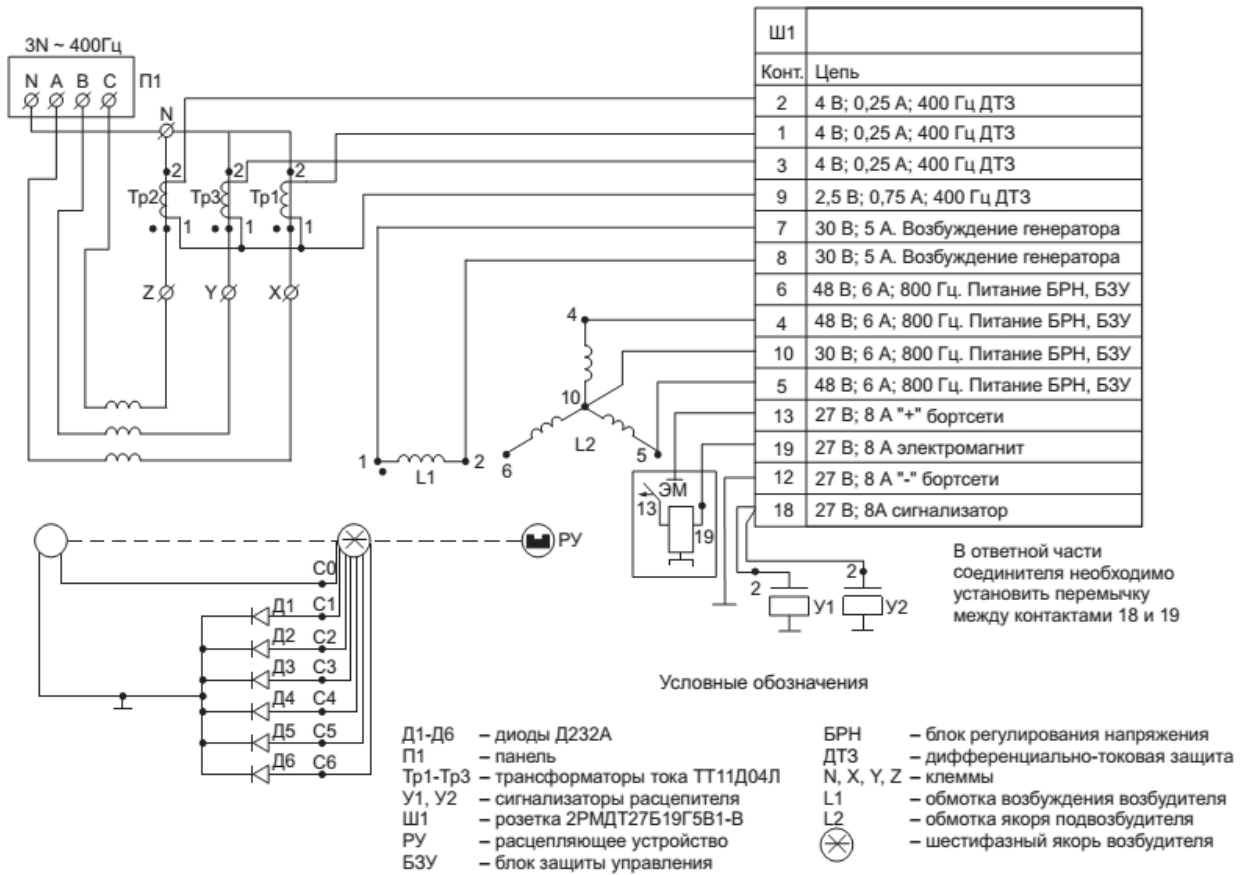 3N ~ 400Гц
N A B C П1
N
2 2 2
Тр2 Тр3 Тр1
1 1 1
Z Y X
Ш1
Конт. Цепь
2 4 В; 0,25 А; 400 Гц ДТЗ
1 4 В; 0,25 А; 400 Гц ДТЗ
3 4 В; 0,25 А; 400 Гц ДТЗ
9 2,5 В; 0,75 А; 400 Гц ДТЗ
7 30 В; 5 А. Возбуждение генератора
8 30 В; 5 А. Возбуждение генератора
6 48 В; 6 А; 800 Гц. Питание БРН, БЗУ
4 48 В; 6 А; 800 Гц. Питание БРН, БЗУ
10 30 В; 6 А; 800 Гц. Питание БРН, БЗУ
5 48 В; 6 А; 800 Гц. Питание БРН, БЗУ
13 27 В; 8 А "+" бортсети
19 27 В; 8 А электромагнит
12 27 В; 8 А "-" бортсети
18 27 В; 8А сигнализатор
4
10
L2
6 5
1 2
L1
ЭМ
13
19
2 2
У1 У2
В ответной части
соединителя необходимо
установить перемычку
между контактами 18 и 19
РУ
С0
Д1 С1
Д2 С2
Д3 С3
Д4 С4
Д5 С5
Д6 С6
Условные обозначения
Д1-Д6 – диоды Д232А
П1 – панель
Тр1-Тр3 – трансформаторы тока ТТ11Д04Л
У1, У2 – сигнализаторы расцепителя
Ш1 – розетка 2РМДТ27Б19Г5В1-В
РУ – расцепляющее устройство
БЗУ – блок защиты управления
БРН – блок регулирования напряжения
ДТЗ – дифференциально-токовая защита
N, X, Y, Z – клеммы
L1 – обмотка возбуждения возбудителя
L2 – обмотка якоря подвозбудителя
– шестифазный якорь возбудителя